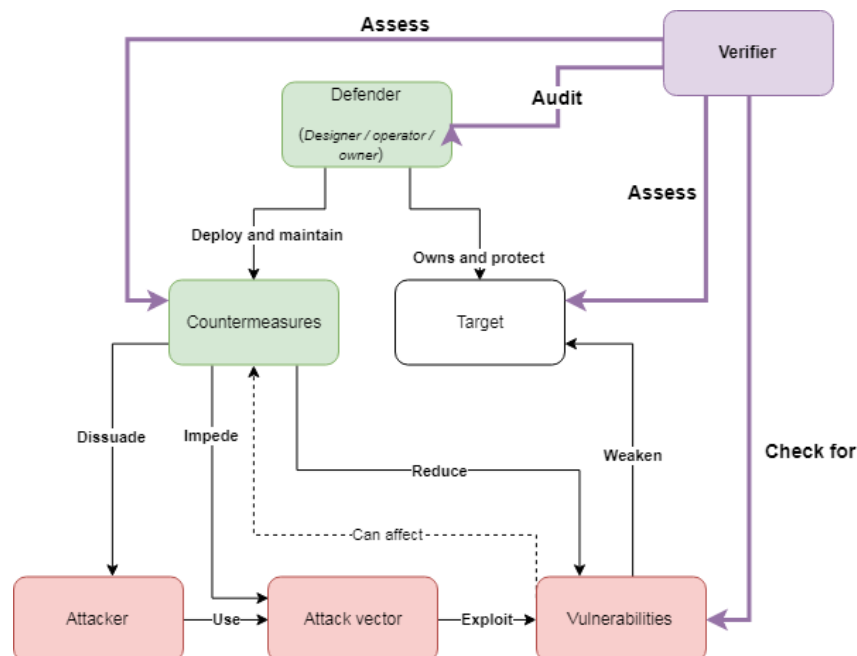 Assess
Verifier
Defender
Audit
(Designer / operator /
owner)
Assess
Deploy and maintain
Owns and protect
Countermeasures
Target
Dissuade
Impede
Weaken
Check for
Reduce
Can affect
Attacker
Use
Attack vector
Exploit
Vulnerabilities